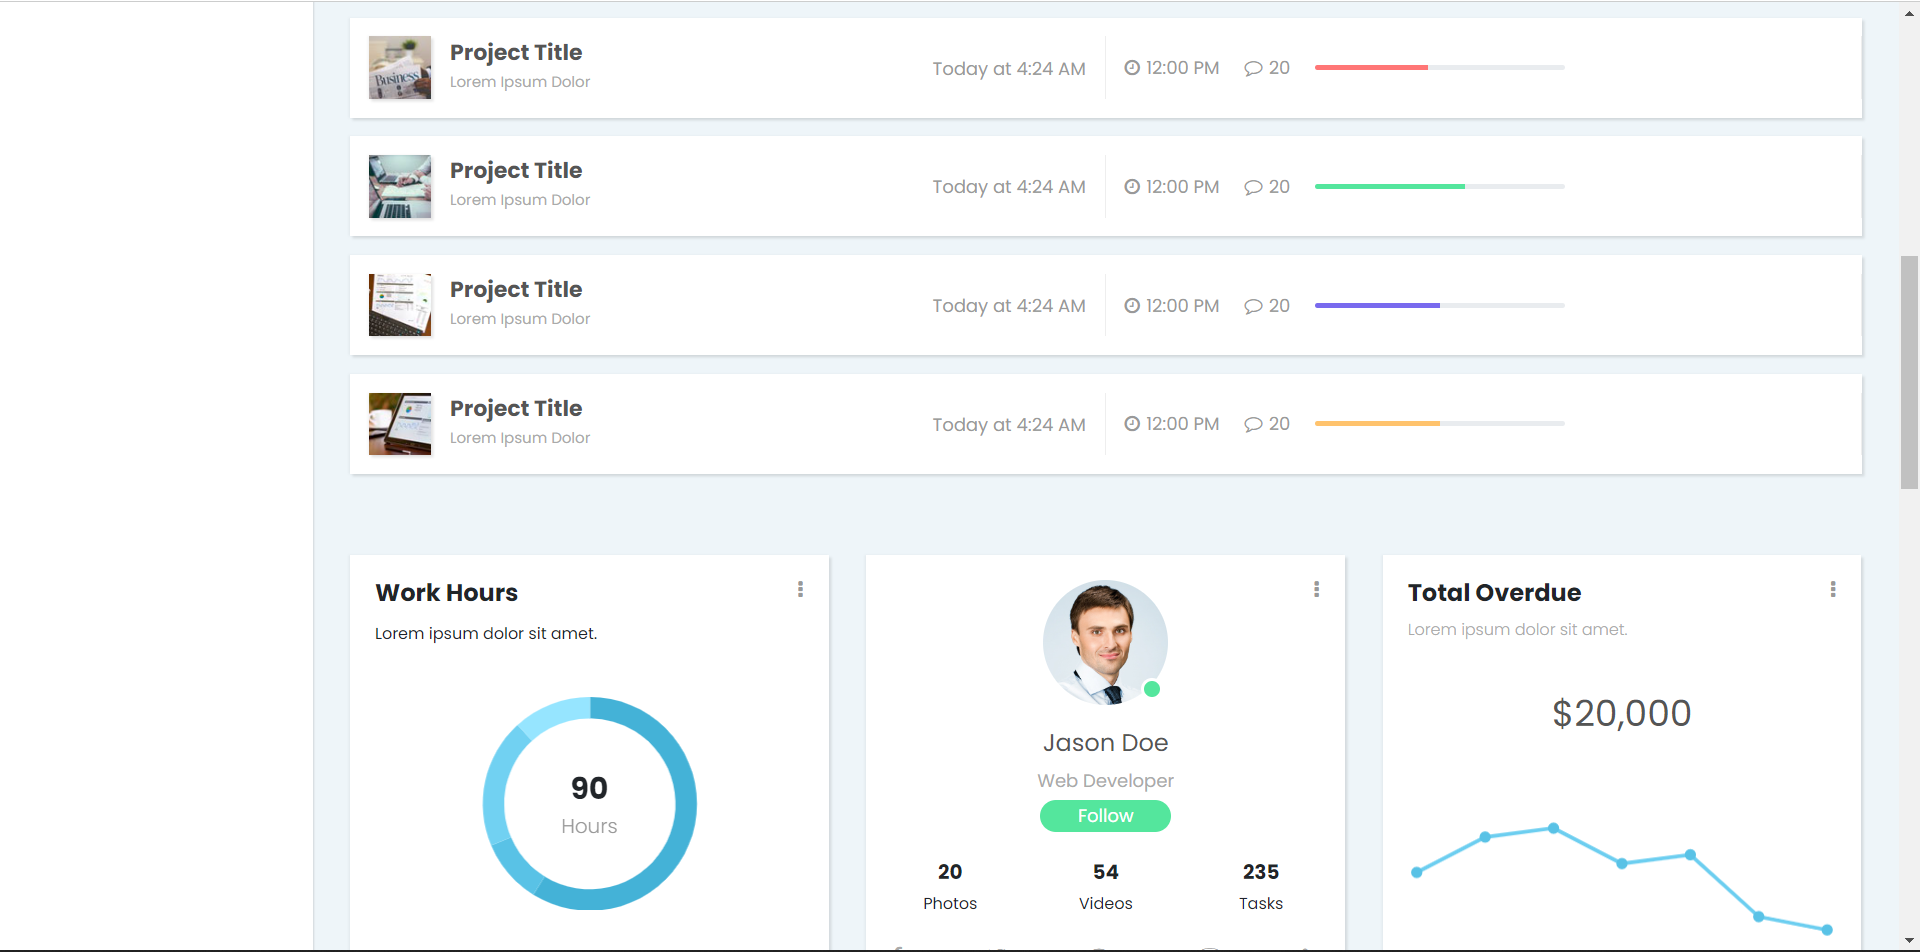 Business
Project Title
Lorem Ipsum Dolor
Today at 4:24 AM
12:00 PM
20
Project Title
Lorem Ipsum Dolor
Today at 4:24 AM
12:00 PM
20
Project Title
Lorem Ipsum Dolor
Today at 4:24 AM
12:00 PM
20
Project Title
Lorem Ipsum Dolor
Today at 4:24 AM
12:00 PM
20
Work Hours
Lorem ipsum dolor sit amet.
90
Hours
Jason Doe
Web Developer
Follow
20
Photos
54
Videos
235
Tasks
Total Overdue
Lorem ipsum dolor sit amet.
$20,000